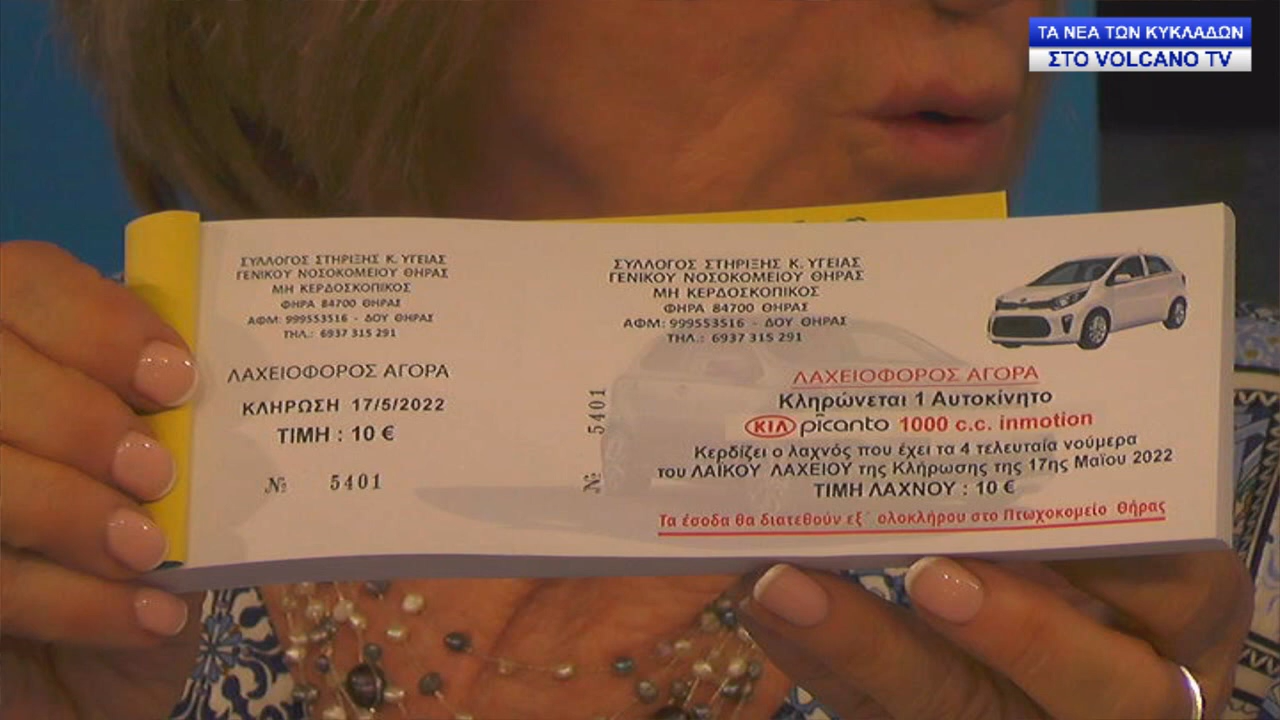 ΤΑ ΝΕΑ ΤΩΝ ΚΥΚΛΑΔΩΝ
ΣΤΟ VOLCANO TV
ΣΥΛΛΟΓΟΣ ΣΤΗΡΙΞΗΣ Κ. ΥΓΕΙΑΣ
ΓΕΝΙΚΟΥ ΝΟΣΟΚΟΜΕΙΟΥ ΘΗΡΑΣ
ΜΗ ΚΕΡΔΟΣΚΟΠΙΚΟΣ
ΦΗΡΑ 84700 ΘΗΡΑΣ
ΑΦΜ: 999553516 - ΔΟΥ ΘΗΡΑΣ
ΤΗΛ.: 6937 315 291
ΛΑΧΕΙΟΦΟΡΟΣ ΑΓΟΡΑ
ΚΛΗΡΩΣΗ 17/5/2022
ΤΙΜΗ : 10 €
№ 5401
№ 5401
ΣΥΛΛΟΓΟΣ ΣΤΗΡΙΞΗΣ Κ. ΥΓΕΙΑΣ
ΓΕΝΙΚΟΥ ΝΟΣΟΚΟΜΕΙΟΥ ΘΗΡΑΣ
ΜΗ ΚΕΡΔΟΣΚΟΠΙΚΟΣ
ΦΗΡΑ 84700 ΘΗΡΑΣ
ΑΦΜ: 999553516 - ΔΟΥ ΘΗΡΑΣ
ΤΗΛ.: 6937 315 291
ΛΑΧΕΙΟΦΟΡΟΣ ΑΓΟΡΑ
Κληρώνεται 1 Αυτοκίνητο
KIA picanto 1000 c.c. inmotion
Κερδίζει ο λαχνός που έχει τα 4 τελευταία νούμερα
του ΛΑΪΚΟΥ ΛΑΧΕΙΟΥ της Κλήρωσης της 17ης Μαΐου 2022
ΤΙΜΗ ΛΑΧΝΟΥ : 10 €
Τα έσοδα θα διατεθούν εξ΄ ολοκλήρου στο Πτωχοκομείο Θήρας